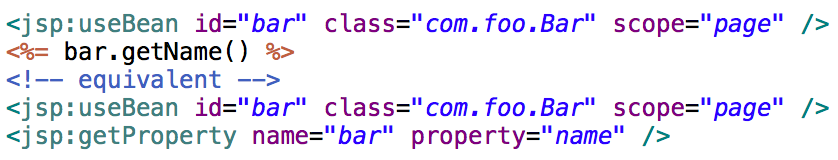 <jsp:useBean id="bar" class="com.foo.Bar" scope="page" />
<%= bar.getName() %>
<!-- equivalent -->
<jsp:useBean id="bar" class="com.foo.Bar" scope="page" />
<jsp:getProperty name="bar" property="name" />